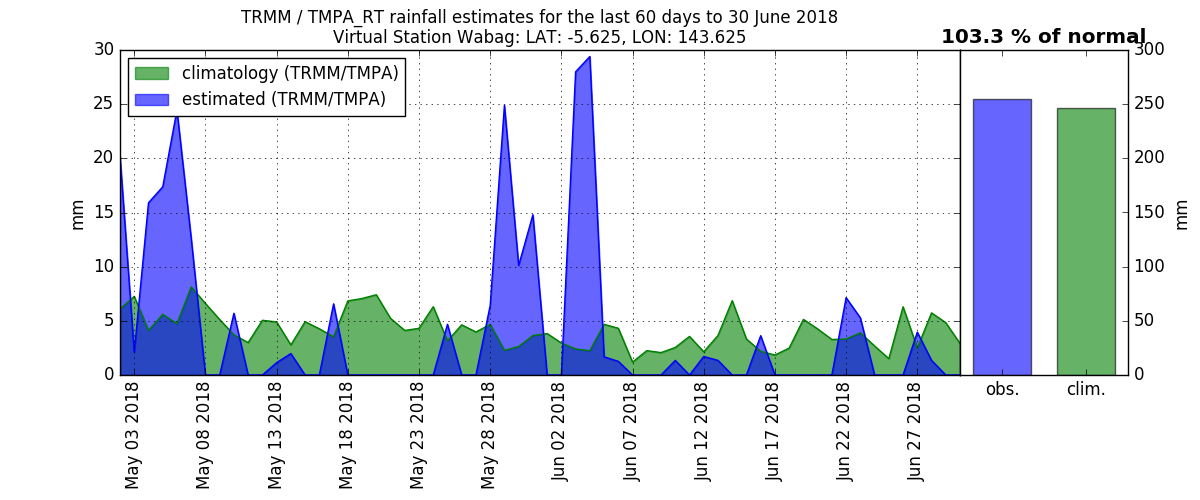 TRMM / TMPA_RT rainfall estimates for the last 60 days to 30 June 2018
Virtual Station Wabag: LAT: -5.625, LON: 143.625
103.3 % of normal
climatology (TRMM/TMPA)
estimated (TRMM/TMPA)
30
25
20
15
10
5
0
mm
300
250
200
150
100
50
0
mm
May 03 2018
May 08 2018
May 13 2018
May 18 2018
May 23 2018
May 28 2018
Jun 02 2018
Jun 07 2018
Jun 12 2018
Jun 17 2018
Jun 22 2018
Jun 27 2018
obs.
clim.